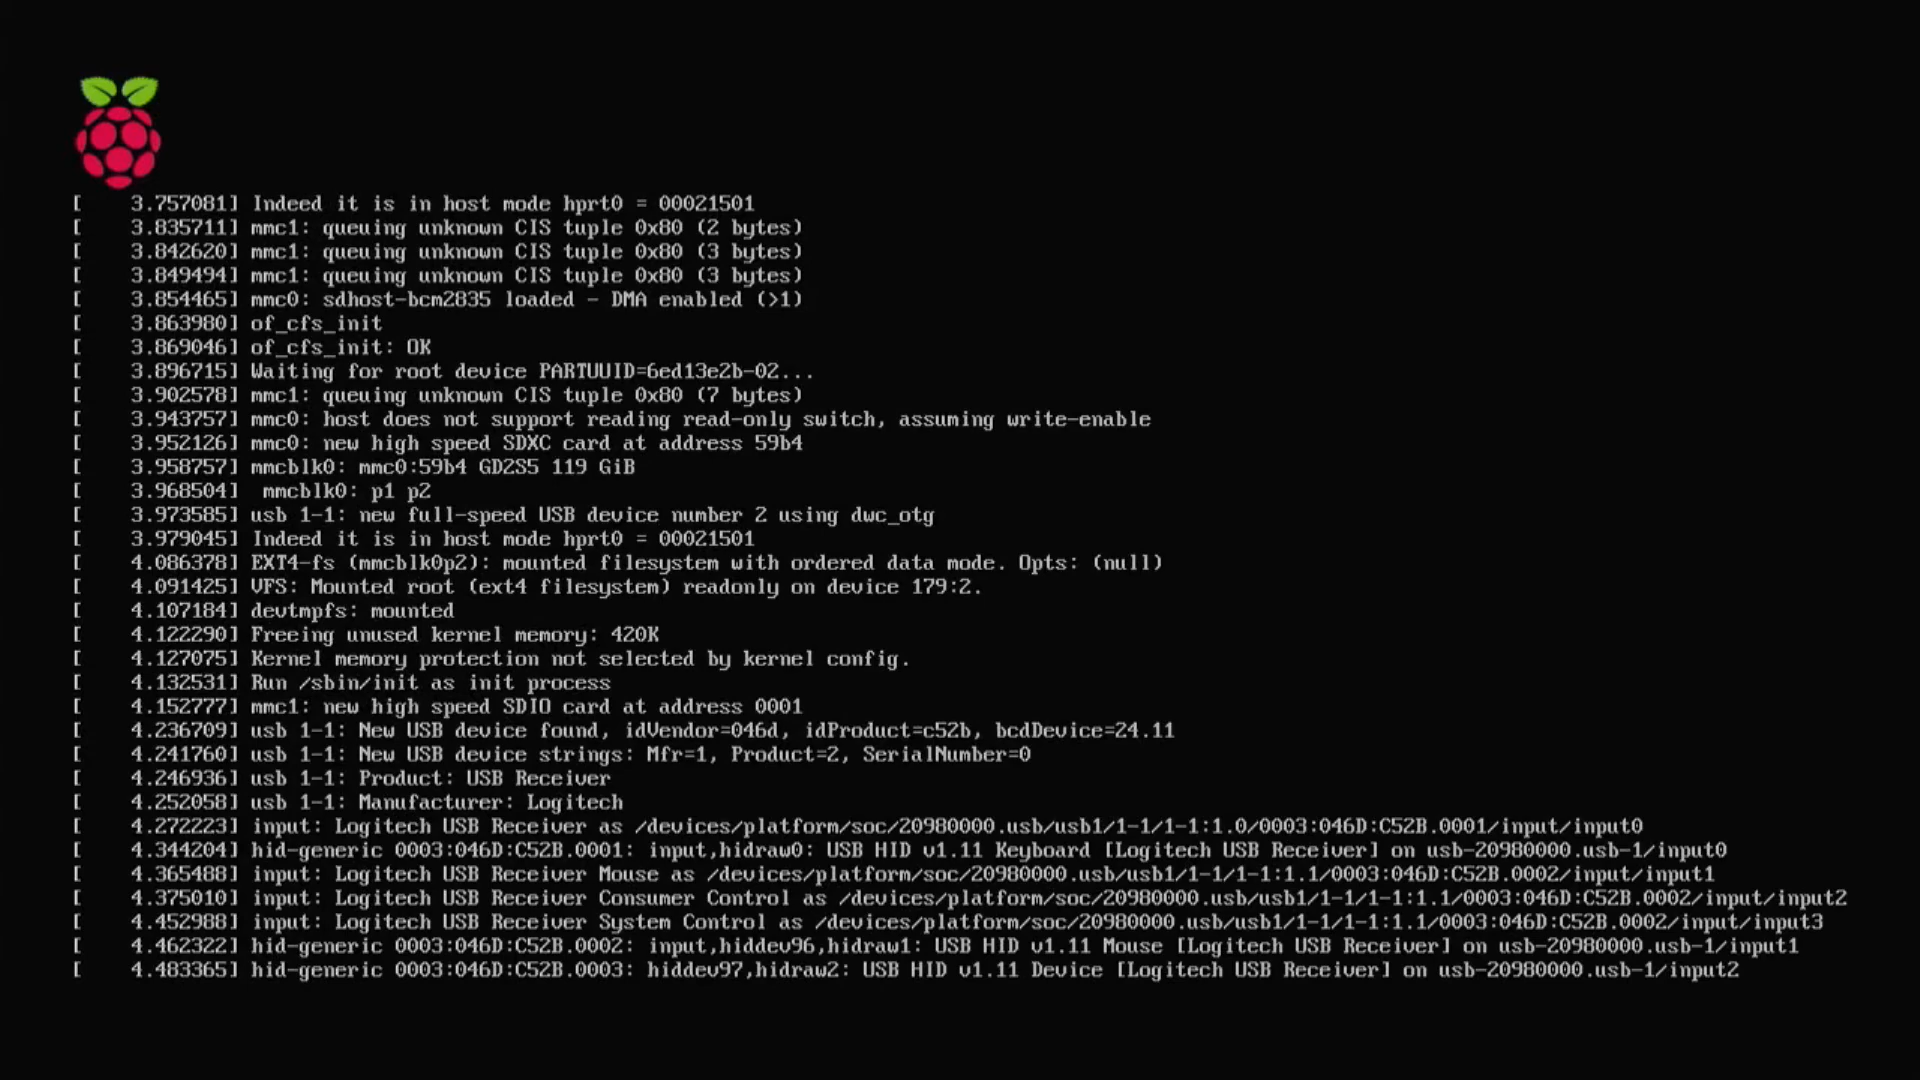 [    3.757081] Indeed it is in host mode hprt0 = 00021501
[    3.835711] mmc1: queuing unknown CIS tuple 0x80 (2 bytes)
[    3.842620] mmc1: queuing unknown CIS tuple 0x80 (3 bytes)
[    3.849494] mmc1: queuing unknown CIS tuple 0x80 (3 bytes)
[    3.854465] mmc0: sdhost-bcm2835 loaded - DMA enabled (>1)
[    3.863980] of_cfs_init
[    3.869046] of_cfs_init: OK
[    3.896715] Waiting for root device PARTUUID=6ed13e2b-02...
[    3.902578] mmc1: queuing unknown CIS tuple 0x80 (7 bytes)
[    3.943757] mmc0: host does not support reading read-only switch, assuming write-enable
[    3.952126] mmc0: new high speed SDXC card at address 59b4
[    3.958757] mmcblk0: mmc0:59b4 GD2S5 119 GiB
[    3.968504]  mmcblk0: p1 p2
[    3.973585] usb 1-1: new full-speed USB device number 2 using dwc_otg
[    3.979045] Indeed it is in host mode hprt0 = 00021501
[    4.086378] EXT4-fs (mmcblk0p2): mounted filesystem with ordered data mode. Opts: (null)
[    4.091425] VFS: Mounted root (ext4 filesystem) readonly on device 179:2.
[    4.107184] devtmpfs: mounted
[    4.122290] Freeing unused kernel memory: 420K
[    4.127075] Kernel memory protection not selected by kernel config.
[    4.132531] Run /sbin/init as init process
[    4.152777] mmc1: new high speed SDIO card at address 0001
[    4.236709] usb 1-1: New USB device found, idVendor=046d, idProduct=c52b, bcdDevice=24.11
[    4.241760] usb 1-1: New USB device strings: Mfr=1, Product=2, SerialNumber=0
[    4.246936] usb 1-1: Product: USB Receiver
[    4.252058] usb 1-1: Manufacturer: Logitech
[    4.272223] input: Logitech USB Receiver as /devices/platform/soc/20980000.usb/usb1/1-1/1-1:1.0/0003:046D:C52B.0001/input/input0
[    4.344204] hid-generic 0003:046D:C52B.0001: input,hidraw0: USB HID v1.11 Keyboard [Logitech USB Receiver] on usb-20980000.usb-1/input0
[    4.365488] input: Logitech USB Receiver Mouse as /devices/platform/soc/20980000.usb/usb1/1-1/1-1:1.1/0003:046D:C52B.0002/input/input1
[    4.375010] input: Logitech USB Receiver Consumer Control as /devices/platform/soc/20980000.usb/usb1/1-1/1-1:1.1/0003:046D:C52B.0002/input/input2
[    4.452988] input: Logitech USB Receiver System Control as /devices/platform/soc/20980000.usb/usb1/1-1/1-1:1.1/0003:046D:C52B.0002/input/input3
[    4.462322] hid-generic 0003:046D:C52B.0002: input,hiddev96,hidraw1: USB HID v1.11 Mouse [Logitech USB Receiver] on usb-20980000.usb-1/input1
[    4.483365] hid-generic 0003:046D:C52B.0003: hiddev97,hidraw2: USB HID v1.11 Device [Logitech USB Receiver] on usb-20980000.usb-1/input2